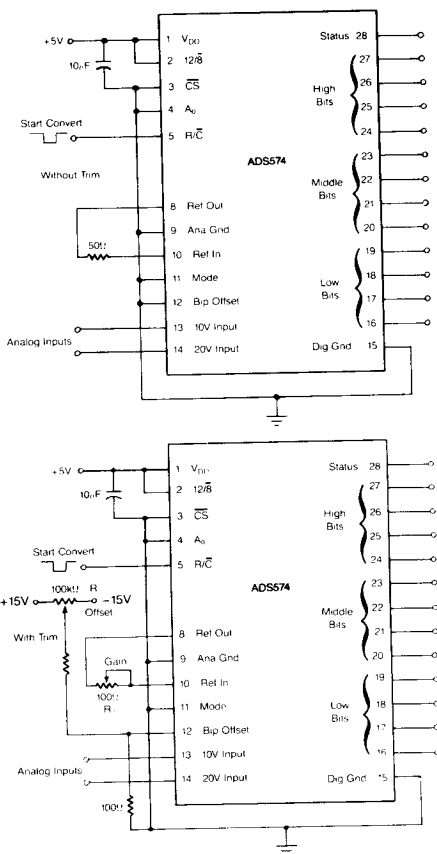 +5V
10µF
1 V_DD
2 12/8̅
3 C̅S̅
4 A₀
Start Convert
5 R/C̅
Without Trim
ADS574
8 Ref Out
9 Ana Gnd
50Ω
10 Ref In
11 Mode
12 Bip Offset
13 10V Input
Analog Inputs
14 20V Input
Status 28
27
26
High
Bits
25
24
23
Middle
Bits
22
21
20
19
Low
Bits
18
17
16
Dig Gnd 15
+5V
10µF
1 V_DD
2 12/8̅
3 C̅S̅
4 A₀
Start Convert
5 R/C̅
100kΩ R
+15V -15V
Offset
With Trim
ADS574
8 Ref Out
9 Ana Gnd
Gain
10 Ref In
100Ω
R
11 Mode
12 Bip Offset
13 10V Input
Analog Inputs
14 20V Input
100Ω
Status 28
27
26
High
Bits
25
24
23
Middle
Bits
22
21
20
19
Low
Bits
18
17
16
Dig Gnd 15